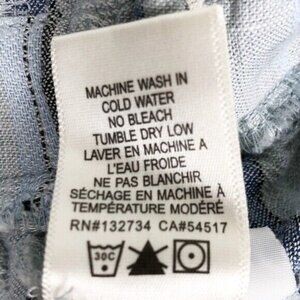 MACHINE WASH IN
COLD WATER
NO BLEACH
TUMBLE DRY LOW
LAVER EN MACHINE A
L'EAU FROIDE
NE PAS BLANCHIR
SÉCHAGE EN MACHINE À
TEMPÉRATURE MODÉRÉ
RN#132734 CA#54517
30C